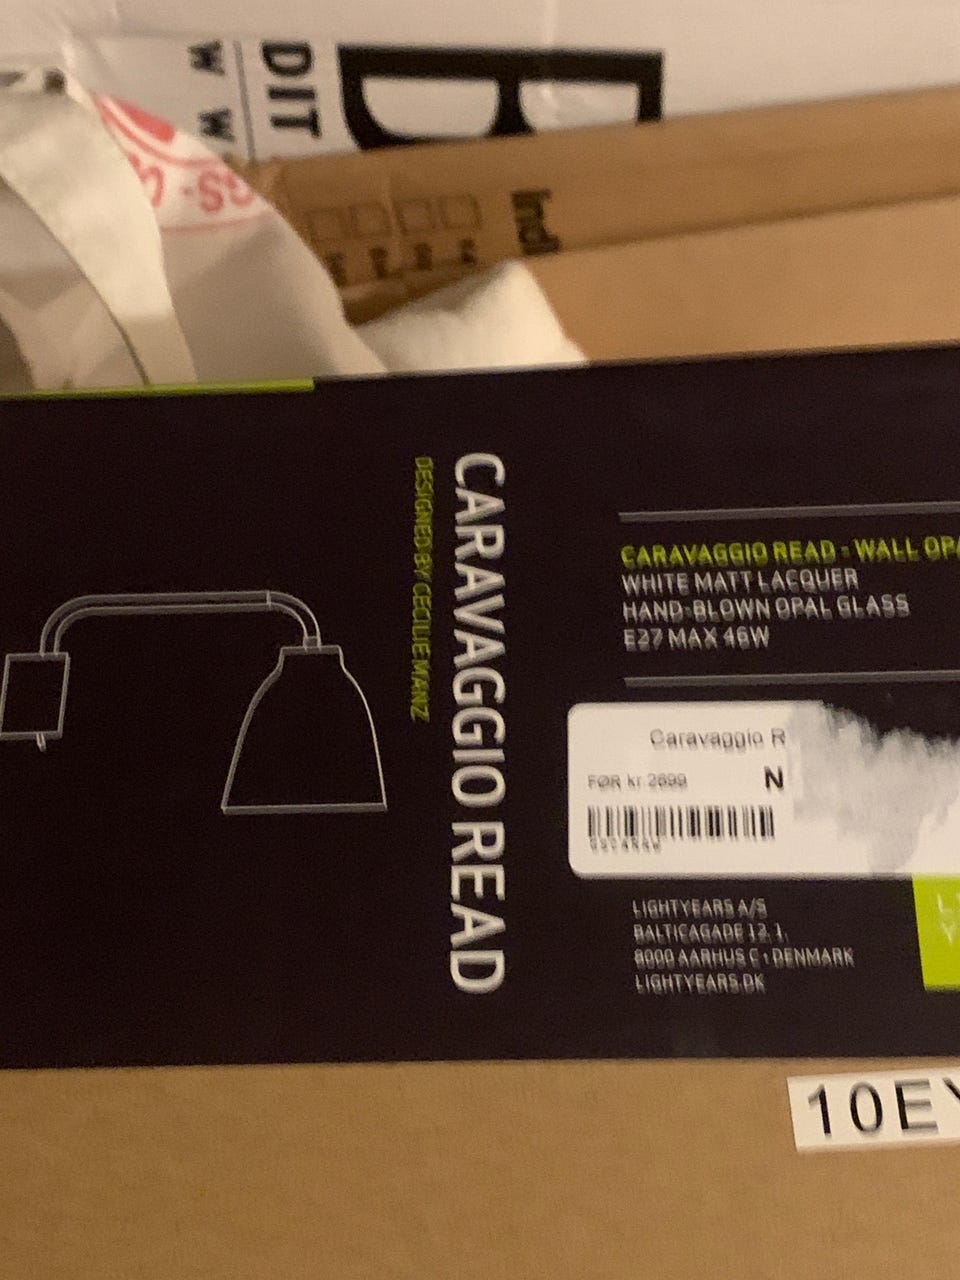 DIT
W W
CARAVAGGIO READ
DESIGNED BY CECILIE MANZ
CARAVAGGIO READ - WALL OPA
WHITE MATT LACQUER
HAND-BLOWN OPAL GLASS
E27 MAX 46W
Caravaggio R
FØR kr 2699
N
LIGHTYEARS A/S
BALTICAGADE 12, 1.
8000 AARHUS C · DENMARK
LIGHTYEARS.DK
10EY